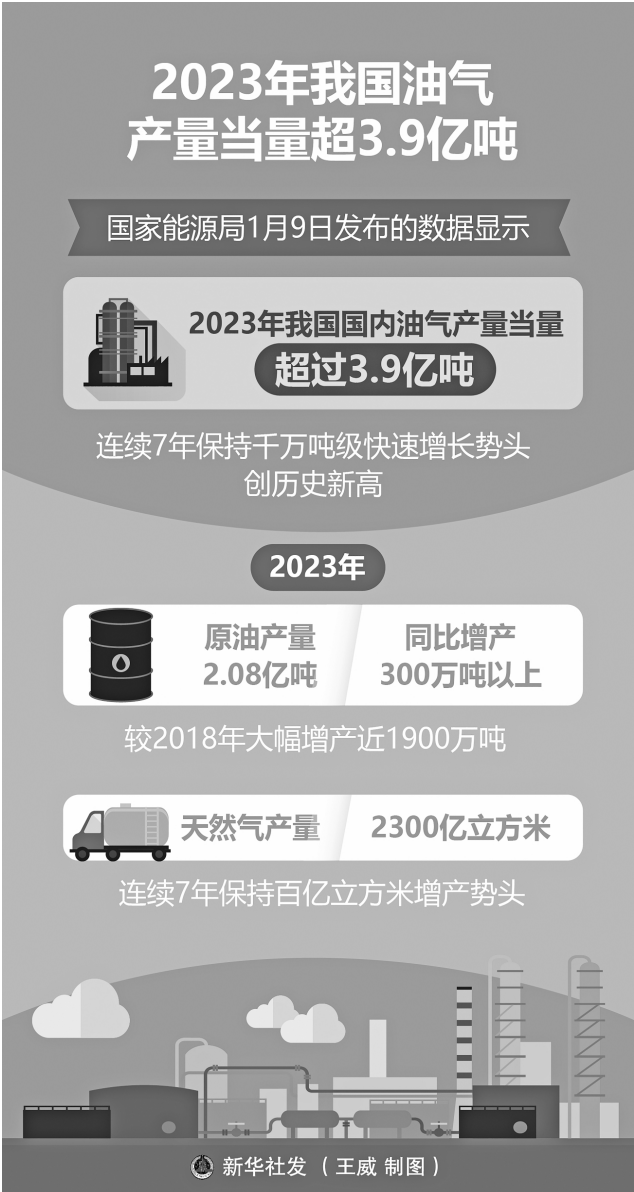 2023年我国油气
产量当量超3.9亿吨
国家能源局1月9日发布的数据显示
2023年我国国内油气产量当量
超过3.9亿吨
连续7年保持千万吨级快速增长势头
创历史新高
2023年
原油产量
2.08亿吨
同比增产
300万吨以上
较2018年大幅增产近1900万吨
天然气产量
2300亿立方米
连续7年保持百亿立方米增产势头
新华社发（王威 制图）